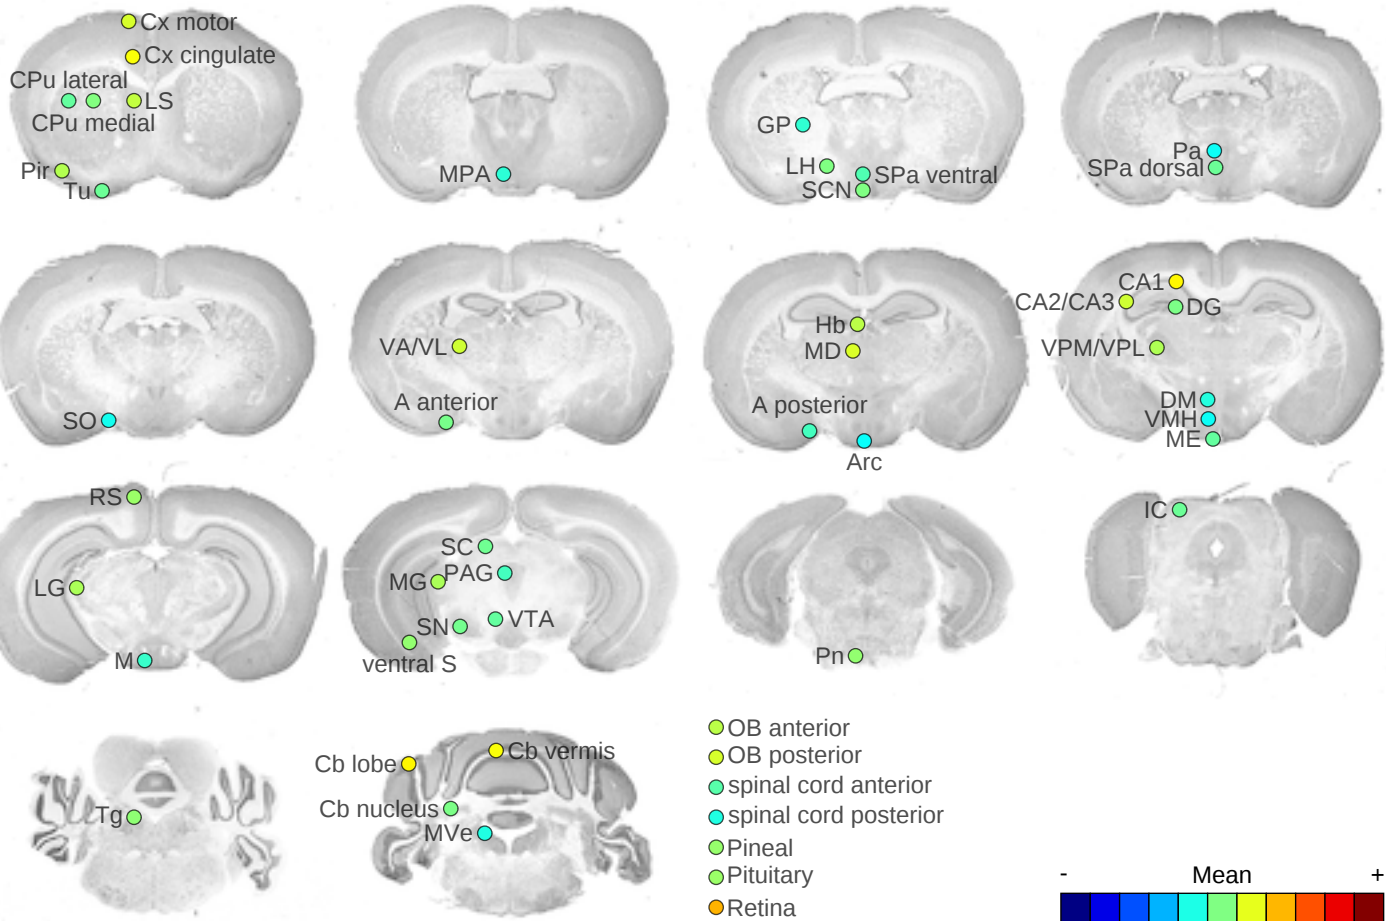 Cx motor
Cx cingulate
CPu lateral
LS
CPu medial
Pir
Tu
MPA
GP
LH
SPa ventral
SCN
Pa
SPa dorsal
SO
VA/VL
A anterior
Hb
MD
A posterior
Arc
CA1
CA2/CA3
DG
VPM/VPL
DM
VMH
ME
RS
LG
M
SC
PAG
MG
VTA
SN
ventral S
Pn
IC
Tg
Cb lobe
Cb vermis
Cb nucleus
MVe
OB anterior
OB posterior
spinal cord anterior
spinal cord posterior
Pineal
Pituitary
Retina
- Mean +